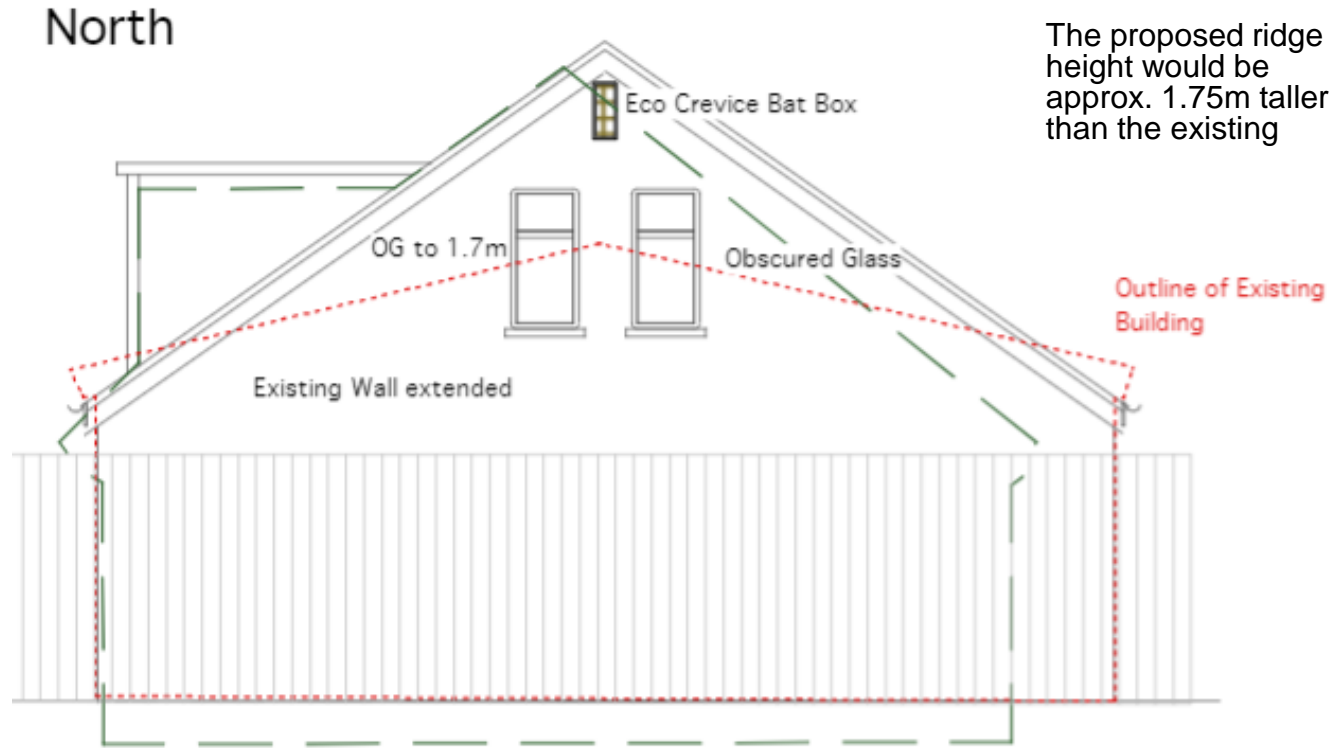 North
The proposed ridge
height would be
approx. 1.75m taller
than the existing
Eco Crevice Bat Box
OG to 1.7m
Obscured Glass
Outline of Existing
Building
Existing Wall extended